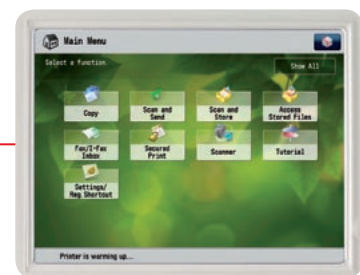 Main Menu
Select a function.
Show All
Copy
Scan and
Send
Scan and
Store
Access
Stored Files
Fax/I-Fax
Inbox
Secured
Print
Scanner
Tutorial
Settings/
Reg.Shortcut
Printer is warming up...